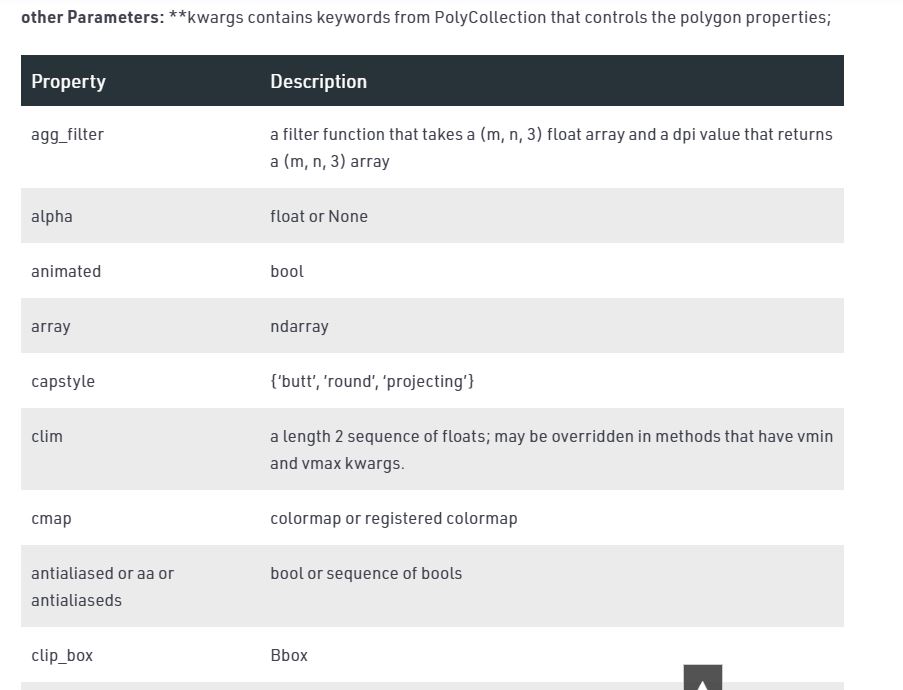 other Parameters: **kwargs contains keywords from PolyCollection that controls the polygon properties;
Property Description
agg_filter a filter function that takes a (m, n, 3) float array and a dpi value that returns
a (m, n, 3) array
alpha float or None
animated bool
array ndarray
capstyle {‘butt’, ’round’, ‘projecting’}
clim a length 2 sequence of floats; may be overridden in methods that have vmin
and vmax kwargs.
cmap colormap or registered colormap
antialiased or aa or bool or sequence of bools
antialiaseds
clip_box Bbox